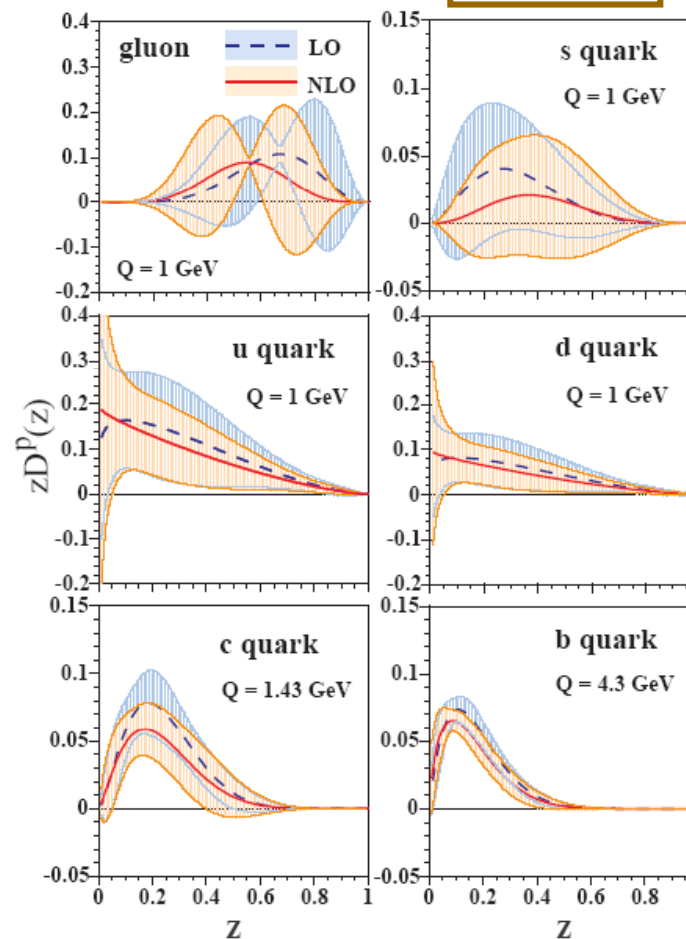 0.4 gluon LO 0.15 s quark
0.3 NLO Q = 1 GeV
0.2 0.1
0.1 0.05
0
-0.1 0
Q = 1 GeV
-0.2 -0.05
0.4 0.4
0.3 u quark 0.3 d quark
Q = 1 GeV Q = 1 GeV
0.2 0.2
0.1 0.1
0 0
-0.1 -0.1
-0.2 -0.2
zDᵖ(z)
0.15 0.15
c quark b quark
0.1 Q = 1.43 GeV 0.1 Q = 4.3 GeV
0.05 0.05
0 0
-0.05 -0.05
0 0.2 0.4 0.6 0.8 1 0 0.2 0.4 0.6 0.8
z z